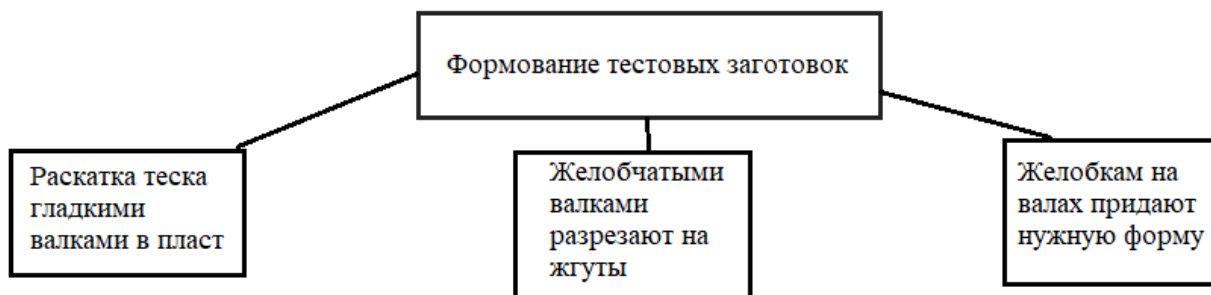 Формование тестовых заготовок
Раскатка теска
гладкими
валками в пласт
Желобчатыми
валками
разрезают на
жгуты
Желобкам на
валах придают
нужную форму